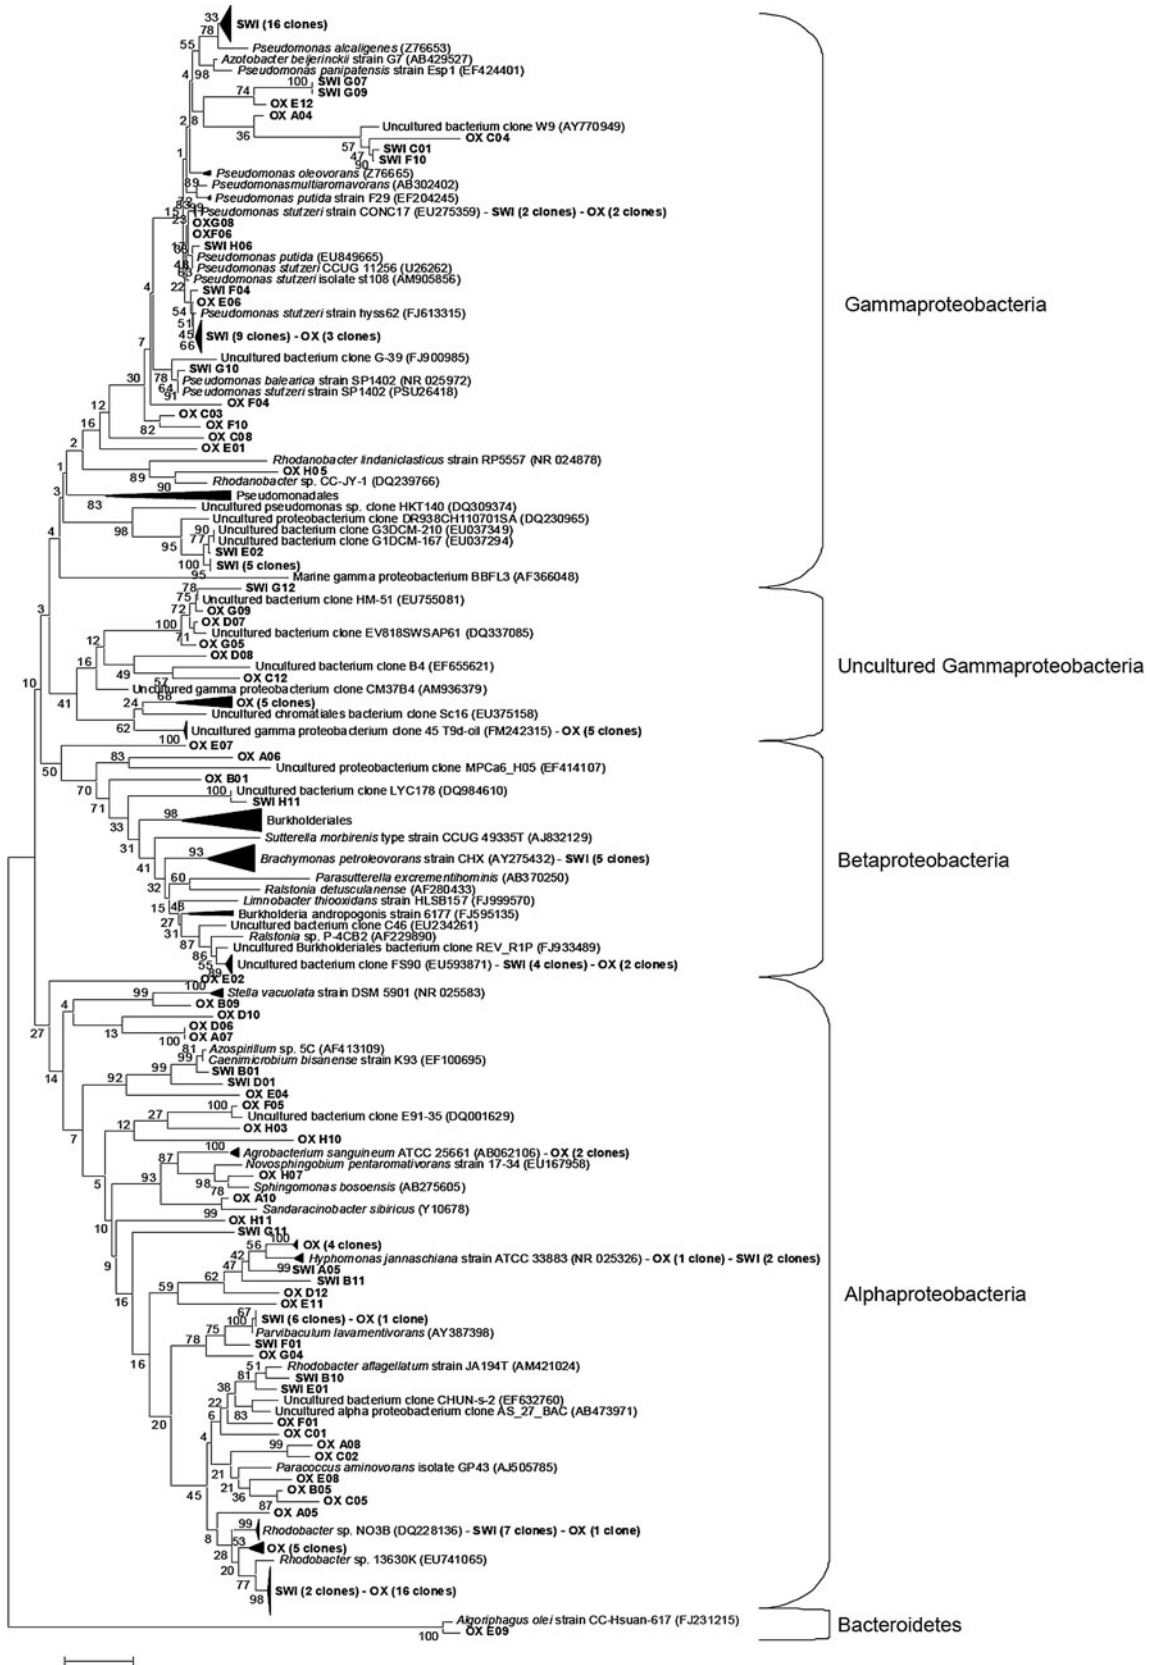 33
SWI (16 clones)
78
55
Pseudomonas alcaligenes (Z76653)
Azotobacter beijerinckii strain G7 (AB429527)
4 98
Pseudomonas panipatensis strain Esp1 (EF424401)
100 SWI G07
74
SWI G09
OX E12
2 8
OX A04
Uncultured bacterium clone W9 (AY770949)
36
OX C04
57
SWI C01
1
47
SWI F10
90
Pseudomonas oleovorans (Z76665)
89
Pseudomonasmultiaromavorans (AB302402)
Pseudomonas putida strain F29 (EF204245)
15
Pseudomonas stutzeri strain CONC17 (EU275359) - SWI (2 clones) - OX (2 clones)
23
OXG08
OXF06
SWI H06
Pseudomonas putida (EU849665)
Pseudomonas stutzeri CCUG 11256 (U26262)
63
Pseudomonas stutzeri isolate st108 (AM905856)
4
22
SWI F04
OX E06
Gammaproteobacteria
54
Pseudomonas stutzeri strain hyss62 (FJ613315)
51
45
SWI (9 clones) - OX (3 clones)
66
7
Uncultured bacterium clone G-39 (FJ900985)
SWI G10
30
78
Pseudomonas balearica strain SP1402 (NR 025972)
64
Pseudomonas stutzeri strain SP1402 (PSU26418)
91
OX F04
12
OX C03
16
82
OX F10
OX C08
2
OX E01
1
Rhodanobacter lindaniclasticus strain RP5557 (NR 024878)
OX H05
89
Rhodanobacter sp. CC-JY-1 (DQ239766)
90
3
Pseudomonadales
83
Uncultured pseudomonas sp. clone HKT140 (DQ309374)
Uncultured proteobacterium clone DR938CH110701SA (DQ230965)
98
90
Uncultured bacterium clone G3DCM-210 (EU037349)
4
77
Uncultured bacterium clone G1DCM-167 (EU037294)
95
SWI E02
100
SWI (5 clones)
95
Marine gamma proteobacterium BBFL3 (AF366048)
78
SWI G12
75
Uncultured bacterium clone HM-51 (EU755081)
3
72
OX G09
OX D07
100
Uncultured bacterium clone EV818SWSAP61 (DQ337085)
71
OX G05
12
OX D08
16
Uncultured bacterium clone B4 (EF655621)
Uncultured Gammaproteobacteria
49
OX C12
57
10
Uncultured gamma proteobacterium clone CM37B4 (AM936379)
68
41
24
OX (5 clones)
Uncultured chromatiales bacterium clone Sc16 (EU375158)
62
Uncultured gamma proteobacterium clone 45 T9d-oil (FM242315) - OX (5 clones)
100
OX E07
83
OX A06
50
Uncultured proteobacterium clone MPCa6_H05 (EF414107)
OX B01
70
100
Uncultured bacterium clone LYC178 (DQ984610)
71
SWI H11
98
Burkholderiales
33
Sutterella morbirenis type strain CCUG 49335T (AJ832129)
31
93
Brachymonas petroleovorans strain CHX (AY275432) - SWI (5 clones)
Betaproteobacteria
41
60
Parasutterella excrementihominis (AB370250)
32
Ralstonia detusculanense (AF280433)
Limnobacter thiooxidans strain HLSB157 (FJ999570)
15 48
Burkholderia andropogonis strain 6177 (FJ595135)
27
Uncultured bacterium clone C46 (EU234261)
31
Ralstonia sp. P-4CB2 (AF229890)
87
Uncultured Burkholderiales bacterium clone REV_R1P (FJ933489)
86
55
Uncultured bacterium clone FS90 (EU593871) - SWI (4 clones) - OX (2 clones)
89
OX E02
100
99
Stella vacuolata strain DSM 5901 (NR 025583)
4
OX B09
OX D10
27
13
OX D06
100
OX A07
81
Azospirillum sp. 5C (AF413109)
99
Caenimicrobium bisanense strain K93 (EF100695)
99
SWI B01
14
92
SWI D01
OX E04
100
OX F05
27
Uncultured bacterium clone E91-35 (DQ001629)
12
OX H03
7
OX H10
100
Agrobacterium sanguineum ATCC 25661 (AB062106) - OX (2 clones)
87
Novosphingobium pentaromativorans strain 17-34 (EU167958)
OX H07
93
98
Sphingomonas bosoensis (AB275605)
5
78
OX A10
Sandaracinobacter sibiricus (Y10678)
99
10
OX H11
SWI G11
100
56
OX (4 clones)
42
Hyphomonas jannaschiana strain ATCC 33883 (NR 025326) - OX (1 clone) - SWI (2 clones)
9
47
99
SWI A05
62
SWI B11
59
OX D12
Alphaproteobacteria
16
OX E11
67
SWI (6 clones) - OX (1 clone)
100
75
Parvibaculum lavamentivorans (AY387398)
78
SWI F01
OX G04
16
51
Rhodobacter aflagellatum strain JA194T (AM421024)
81
SWI B10
38
SWI E01
22
Uncultured bacterium clone CHUN-s-2 (EF632760)
20
6
83
Uncultured alpha proteobacterium clone AS_27_BAC (AB473971)
OX F01
4
OX C01
99
OX A08
OX C02
21
Paracoccus aminovorans isolate GP43 (AJ505785)
OX E08
45
21
OX B05
36
OX C05
87
OX A05
99
Rhodobacter sp. NO3B (DQ228136) - SWI (7 clones) - OX (1 clone)
8
53
OX (5 clones)
28
Rhodobacter sp. 13630K (EU741065)
20
77
SWI (2 clones) - OX (16 clones)
98
Algoriphagus olei strain CC-Hsuan-617 (FJ231215)
Bacteroidetes
100
OX E09